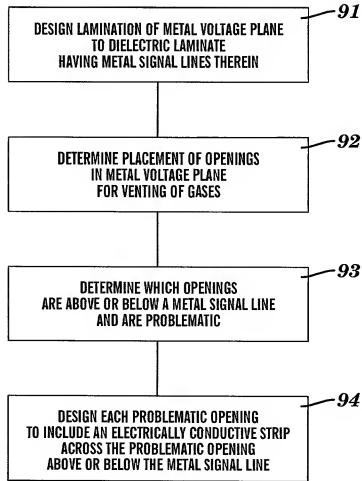 91
DESIGN LAMINATION OF METAL VOLTAGE PLANE
TO DIELECTRIC LAMINATE
HAVING METAL SIGNAL LINES THEREIN
92
DETERMINE PLACEMENT OF OPENINGS
IN METAL VOLTAGE PLANE
FOR VENTING OF GASES
93
DETERMINE WHICH OPENINGS
ARE ABOVE OR BELOW A METAL SIGNAL LINE
AND ARE PROBLEMATIC
94
DESIGN EACH PROBLEMATIC OPENING
TO INCLUDE AN ELECTRICALLY CONDUCTIVE STRIP
ACROSS THE PROBLEMATIC OPENING
ABOVE OR BELOW THE METAL SIGNAL LINE